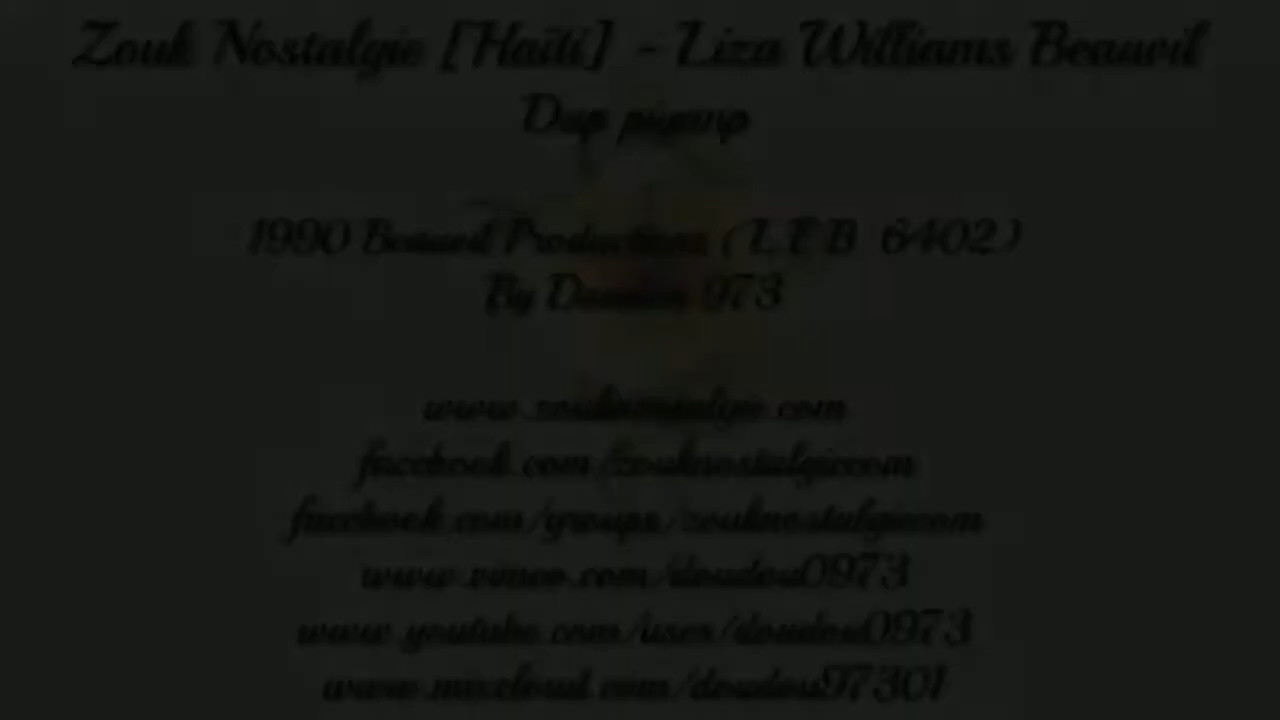 Zouk Nostalgie [Haïti] - Liza Williams Beauvil
Dap piyanp
1990 Beauvil Productions (L.E.B. 6402)
By Doudou 973
www.zouknostalgie.com
facebook.com/zouknostalgiecom
facebook.com/groups/zouknostalgiecom
www.vimeo.com/doudou0973
www.youtube.com/user/doudou0973
www.mixcloud.com/doudou97301